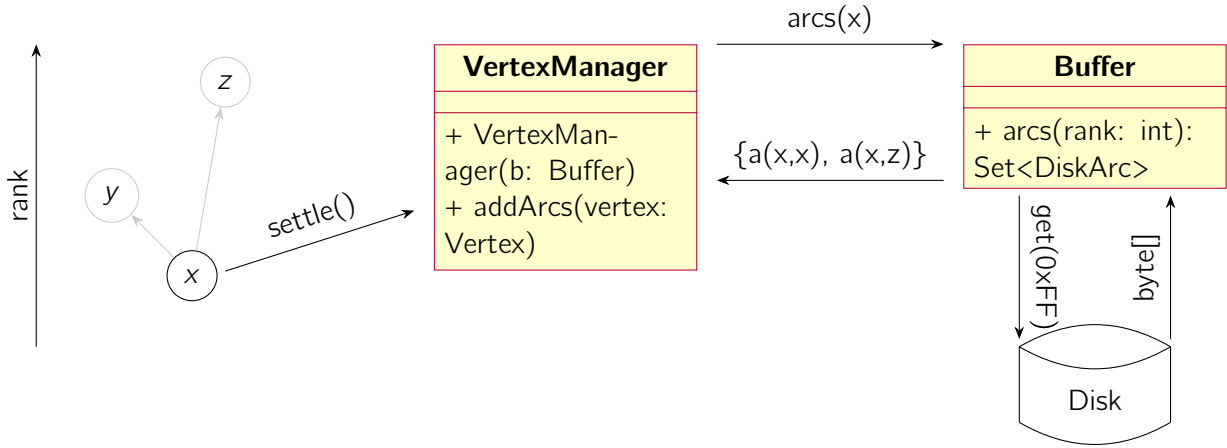 rank
z
y
x
settle()
VertexManager
+ VertexMan-
ager(b: Buffer)
+ addArcs(vertex:
Vertex)
arcs(x)
{a(x,x), a(x,z)}
Buffer
+ arcs(rank: int):
Set<DiskArc>
get(0xFF)
byte[]
Disk